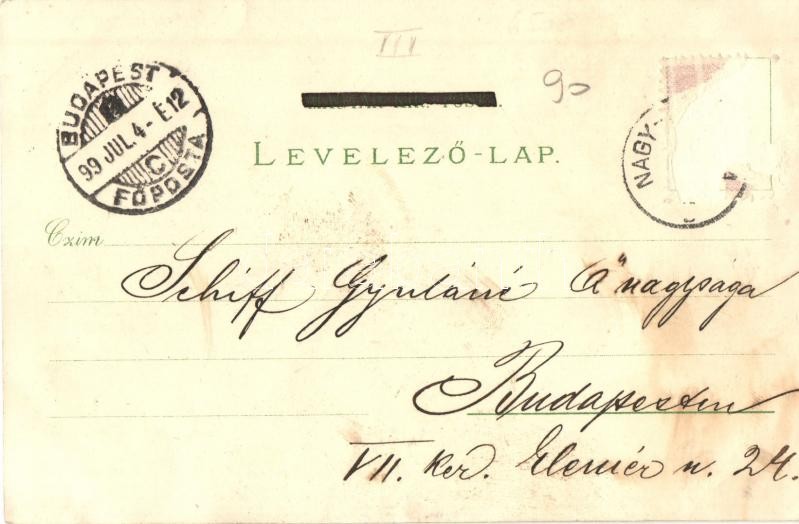 III
90
BUDAPEST
99 JUL. 4 - É 12
C
FŐPOSTA
NAGY
LEVELEZŐ-LAP.
Czim
Schiff Gyuláné Ő nagysága
Budapesten
VII. ker. Elemér u. 24.